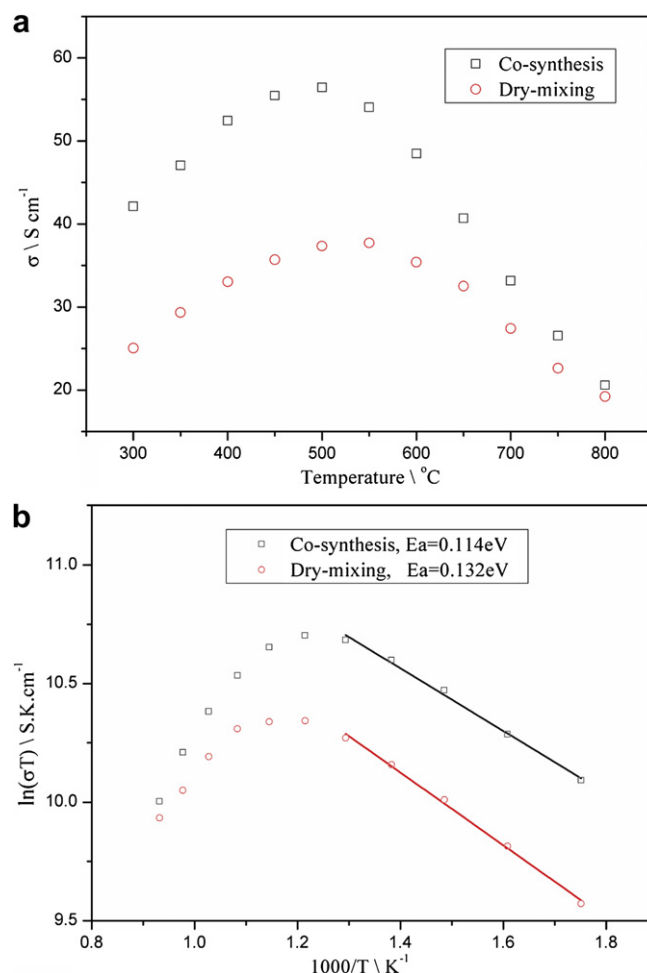 a
60
50
40
30
20
σ \ S cm⁻¹
Co-synthesis
Dry-mixing
300 400 500 600 700 800
Temperature \ °C
b
11.0
10.5
10.0
9.5
ln(σT) \ S.K.cm⁻¹
Co-synthesis, Ea=0.114eV
Dry-mixing, Ea=0.132eV
0.8 1.0 1.2 1.4 1.6 1.8
1000/T \ K⁻¹